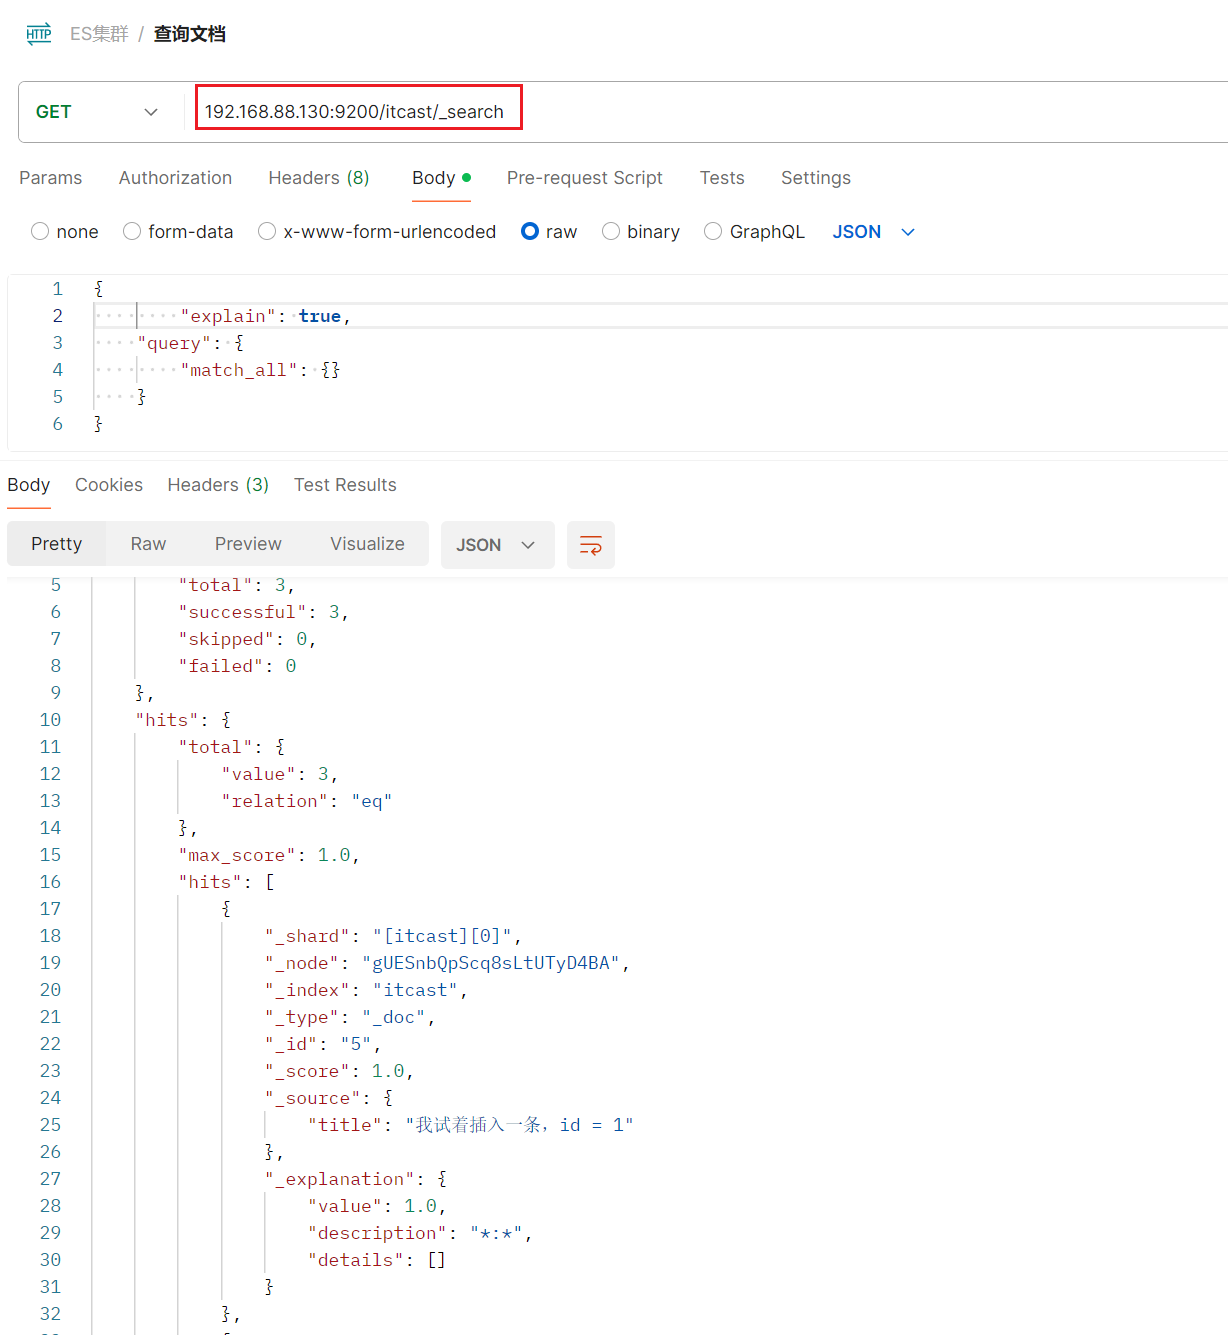 HTTP ES集群 / 查询文档
GET 192.168.88.130:9200/itcast/_search
Params Authorization Headers (8) Body Pre-request Script Tests Settings
none form-data x-www-form-urlencoded raw binary GraphQL JSON
1 {
2 "explain": true,
3 "query": {
4 "match_all": {}
5 }
6 }
Body Cookies Headers (3) Test Results
Pretty Raw Preview Visualize JSON
5 "total": 3,
6 "successful": 3,
7 "skipped": 0,
8 "failed": 0
9 },
10 "hits": {
11 "total": {
12 "value": 3,
13 "relation": "eq"
14 },
15 "max_score": 1.0,
16 "hits": [
17 {
18 "_shard": "[itcast][0]",
19 "_node": "gUESnbQpScq8sLtUTyD4BA",
20 "_index": "itcast",
21 "_type": "_doc",
22 "_id": "5",
23 "_score": 1.0,
24 "_source": {
25 "title": "我试着插入一条，id = 1"
26 },
27 "_explanation": {
28 "value": 1.0,
29 "description": "*:*",
30 "details": []
31 }
32 },